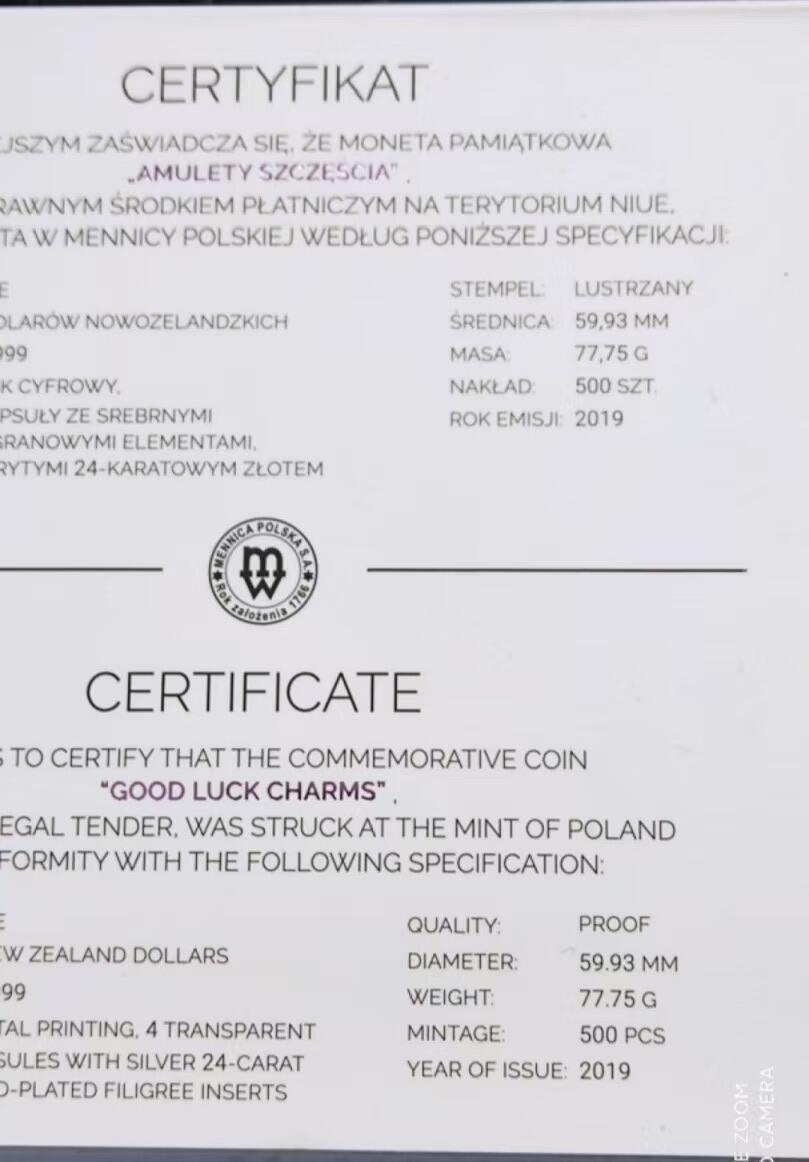 CERTYFIKAT
JSZYM ZAŚWIADCZA SIĘ, ŻE MONETA PAMIĄTKOWA
„AMULETY SZCZĘŚCIA”,
RAWNYM ŚRODKIEM PŁATNICZYM NA TERYTORIUM NIUE,
TA W MENNICY POLSKIEJ WEDŁUG PONIŻSZEJ SPECYFIKACJI:
E
OLARÓW NOWOZELANDZKICH
999
K CYFROWY,
PSUŁY ZE SREBRNYMI
GRANOWYMI ELEMENTAMI,
RYTYMI 24-KARATOWYM ZŁOTEM
STEMPEL: LUSTRZANY
ŚREDNICA: 59,93 MM
MASA: 77,75 G
NAKŁAD: 500 SZT.
ROK EMISJI: 2019
MENNICA POLSKA S.A.
mw
Rok założenia 1766
CERTIFICATE
S TO CERTIFY THAT THE COMMEMORATIVE COIN
“GOOD LUCK CHARMS”,
EGAL TENDER, WAS STRUCK AT THE MINT OF POLAND
FORMITY WITH THE FOLLOWING SPECIFICATION:
E
EW ZEALAND DOLLARS
999
TAL PRINTING, 4 TRANSPARENT
SULES WITH SILVER 24-CARAT
D-PLATED FILIGREE INSERTS
QUALITY: PROOF
DIAMETER: 59.93 MM
WEIGHT: 77.75 G
MINTAGE: 500 PCS
YEAR OF ISSUE: 2019
E ZOOM
D CAMERA